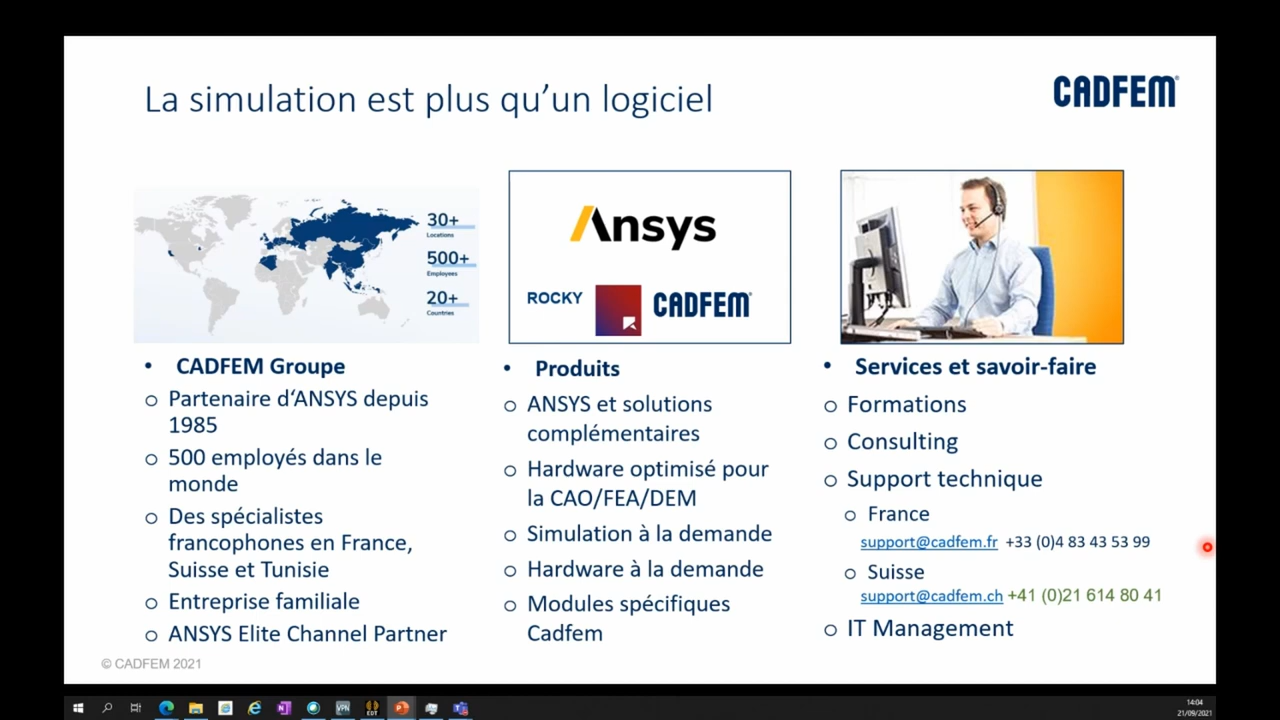 La simulation est plus qu'un logiciel
CADFEM®
30+
Locations
500+
Employees
20+
Countries
Ansys
ROCKY
CADFEM®
• CADFEM Groupe
o Partenaire d‘ANSYS depuis
1985
o 500 employés dans le
monde
o Des spécialistes
francophones en France,
Suisse et Tunisie
o Entreprise familiale
o ANSYS Elite Channel Partner
• Produits
o ANSYS et solutions
complémentaires
o Hardware optimisé pour
la CAO/FEA/DEM
o Simulation à la demande
o Hardware à la demande
o Modules spécifiques
Cadfem
• Services et savoir-faire
o Formations
o Consulting
o Support technique
o France
support@cadfem.fr +33 (0)4 83 43 53 99
o Suisse
support@cadfem.ch +41 (0)21 614 80 41
o IT Management
© CADFEM 2021
VPN
EDT
14:04
21/09/2021